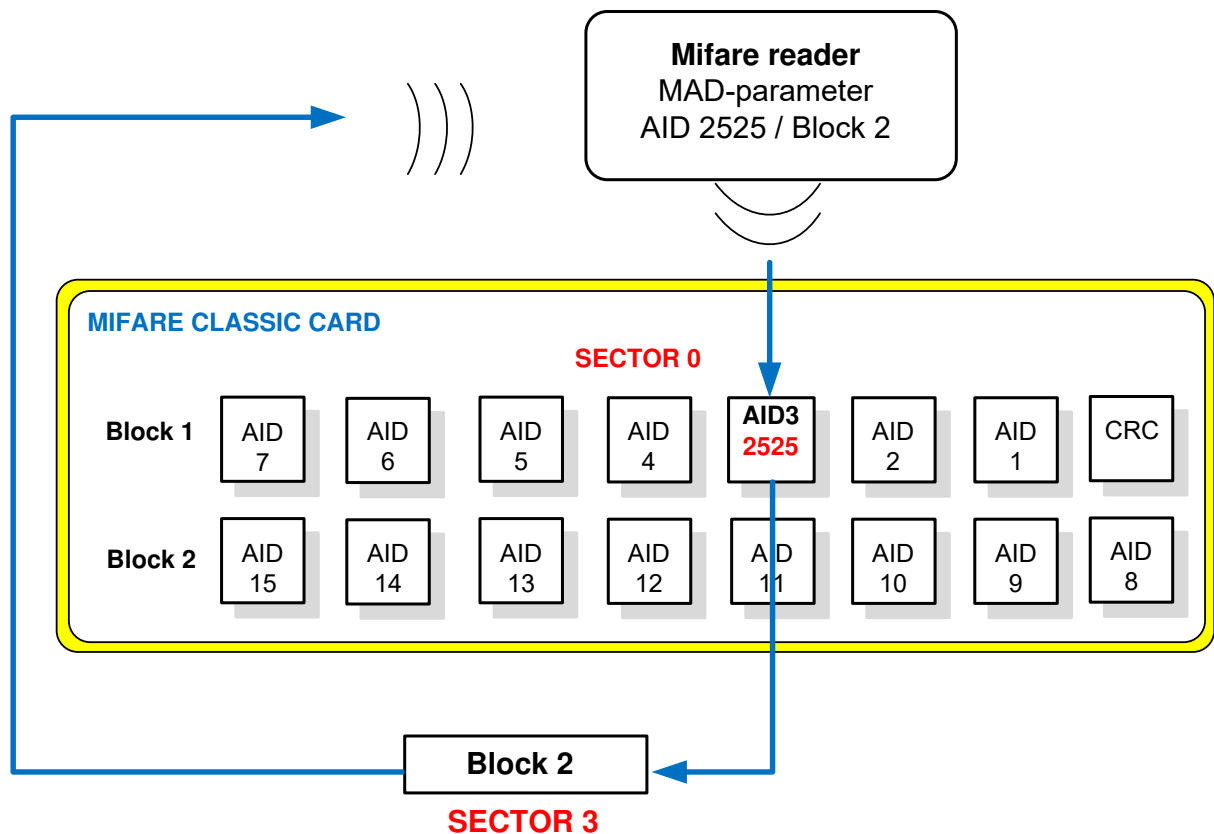 Mifare reader
MAD-parameter
AID 2525 / Block 2
MIFARE CLASSIC CARD
SECTOR 0
Block 1
AID
7
AID
6
AID
5
AID
4
AID3
2525
AID
2
AID
1
CRC
Block 2
AID
15
AID
14
AID
13
AID
12
AID
11
AID
10
AID
9
AID
8
Block 2
SECTOR 3